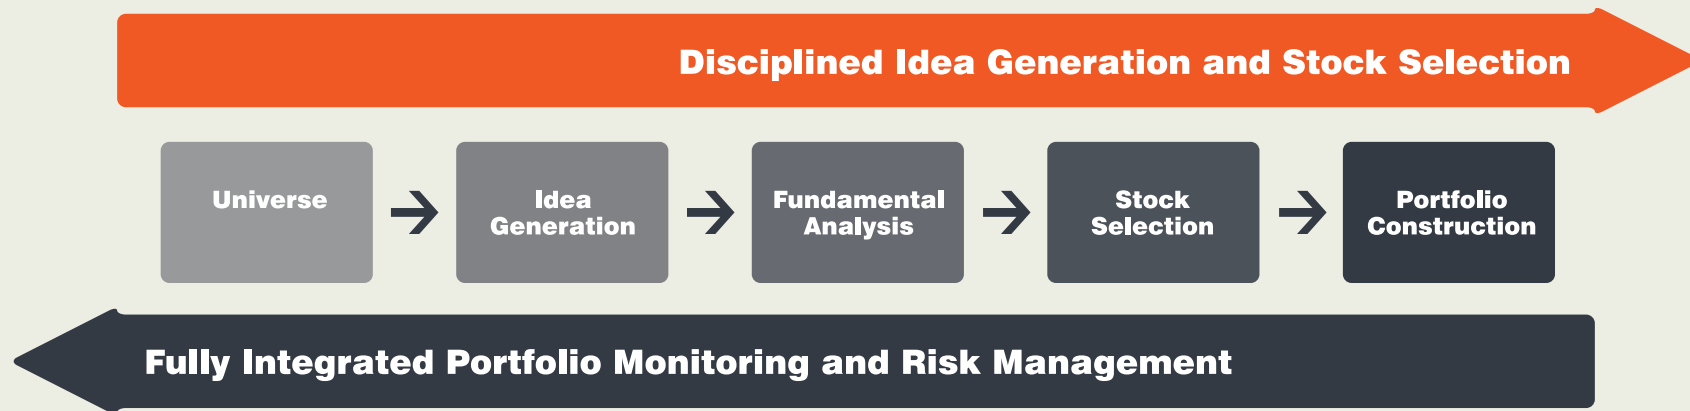 Disciplined Idea Generation and Stock Selection
Universe
Idea
Generation
Fundamental
Analysis
Stock
Selection
Portfolio
Construction
Fully Integrated Portfolio Monitoring and Risk Management